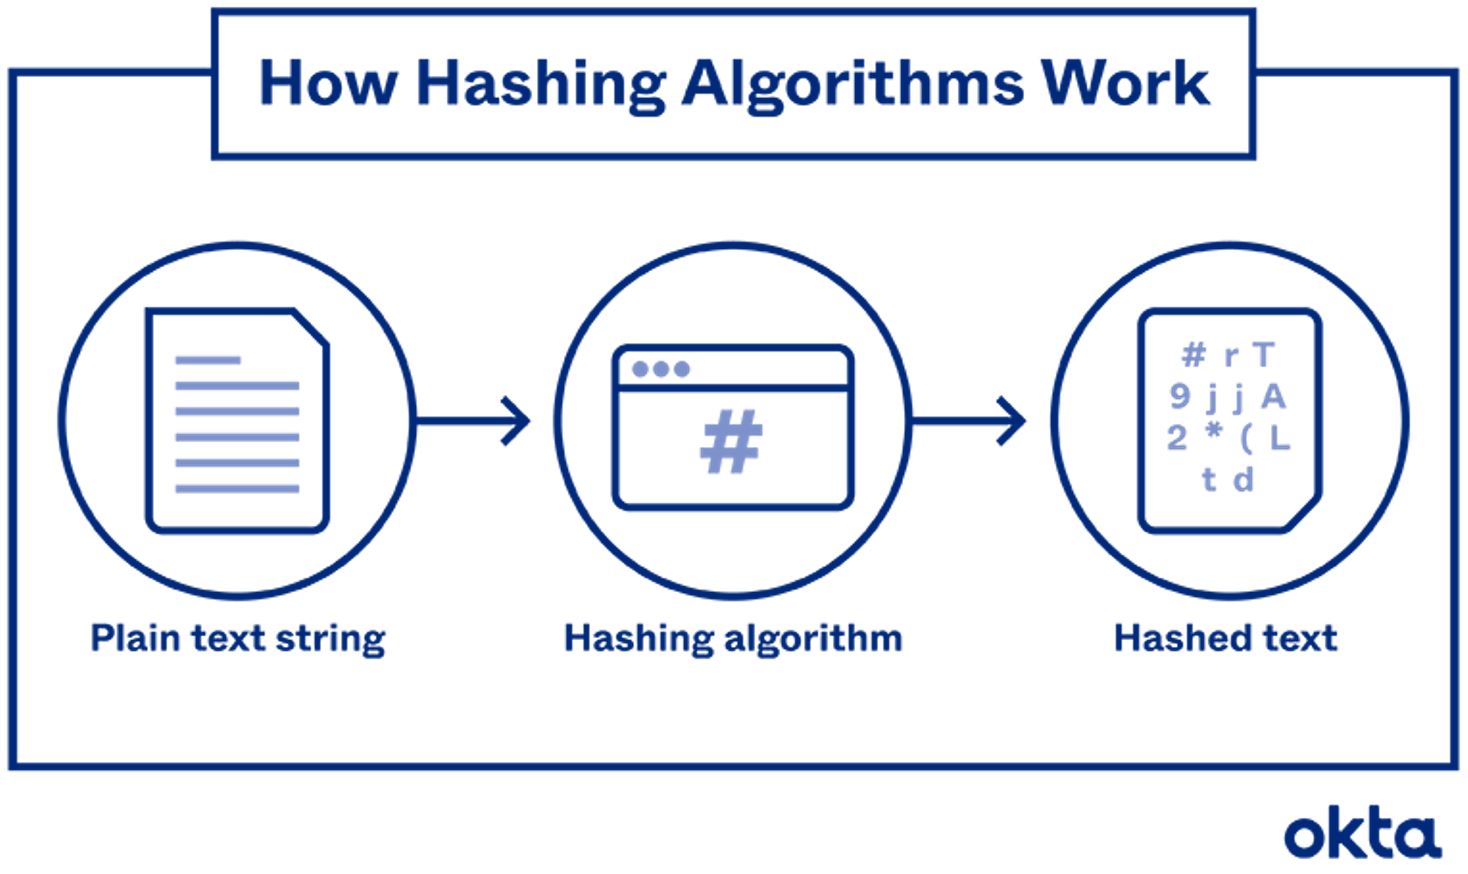 How Hashing Algorithms Work
#
# r T
9 j j A
2 * ( L
t d
Plain text string
Hashing algorithm
Hashed text
okta